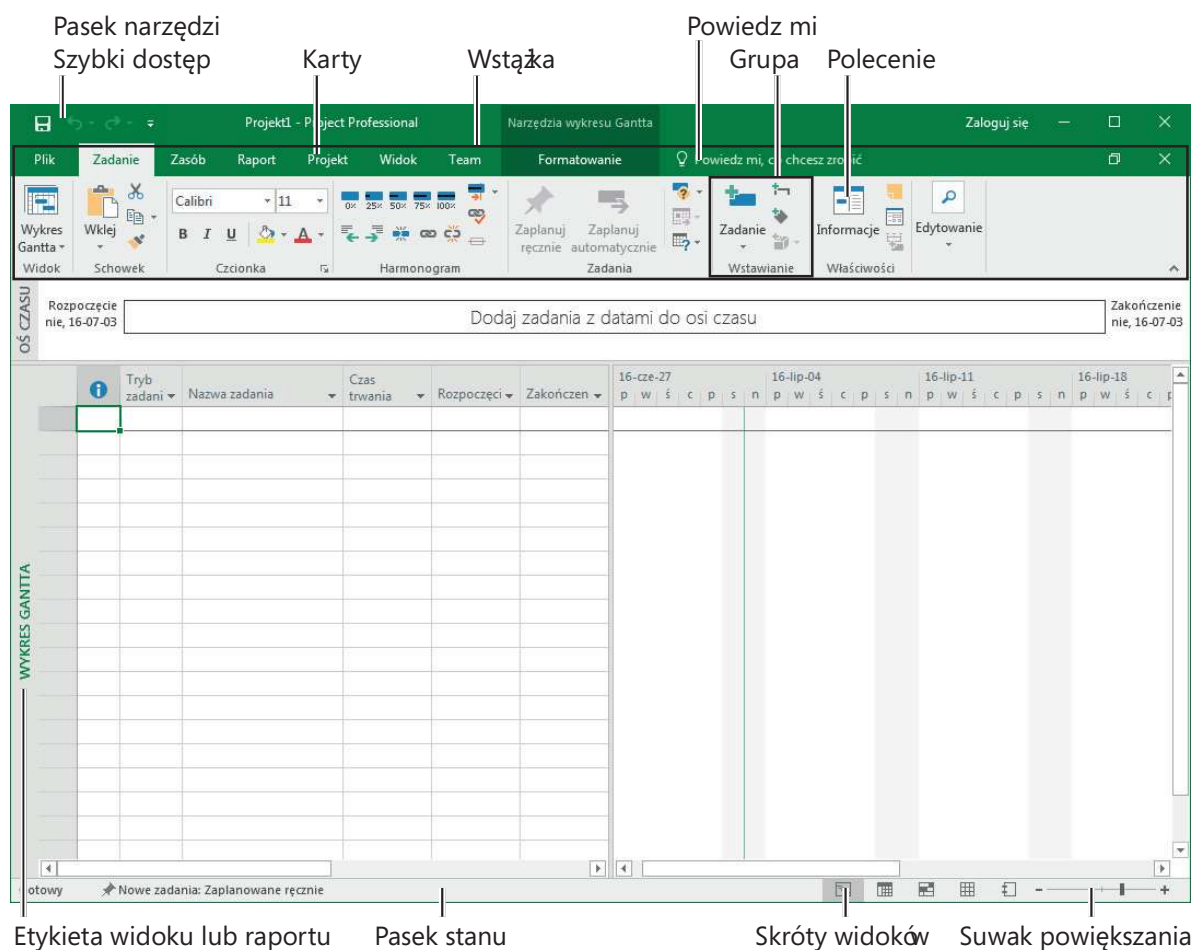 Pasek narzędzi
Szybki dostęp
Karty
Wstążka
Powiedz mi
Grupa
Polecenie
Projekt1 - Project Professional
Narzędzia wykresu Gantta
Zaloguj się
Plik
Zadanie
Zasób
Raport
Projekt
Widok
Team
Formatowanie
Powiedz mi, co chcesz zrobić
Wykres
Gantta
Wklej
Calibri
11
B I U
A
0× 25× 50× 75× 100×
Zaplanuj
ręcznie
Zaplanuj
automatycznie
Zadanie
Informacje
Edytowanie
Widok
Schowek
Czcionka
Harmonogram
Zadania
Wstawianie
Właściwości
OŚ CZASU
Rozpoczęcie
nie, 16-07-03
Dodaj zadania z datami do osi czasu
Zakończenie
nie, 16-07-03
Tryb
zadani
Nazwa zadania
Czas
trwania
Rozpoczęci
Zakończen
16-cze-27
16-lip-04
16-lip-11
16-lip-18
p w ś c p s n p w ś c p s n p w ś c p s n p w ś c p
WYKRES GANTTA
otowy
Nowe zadania: Zaplanowane ręcznie
Etykieta widoku lub raportu
Pasek stanu
Skróty widoków
Suwak powiększania